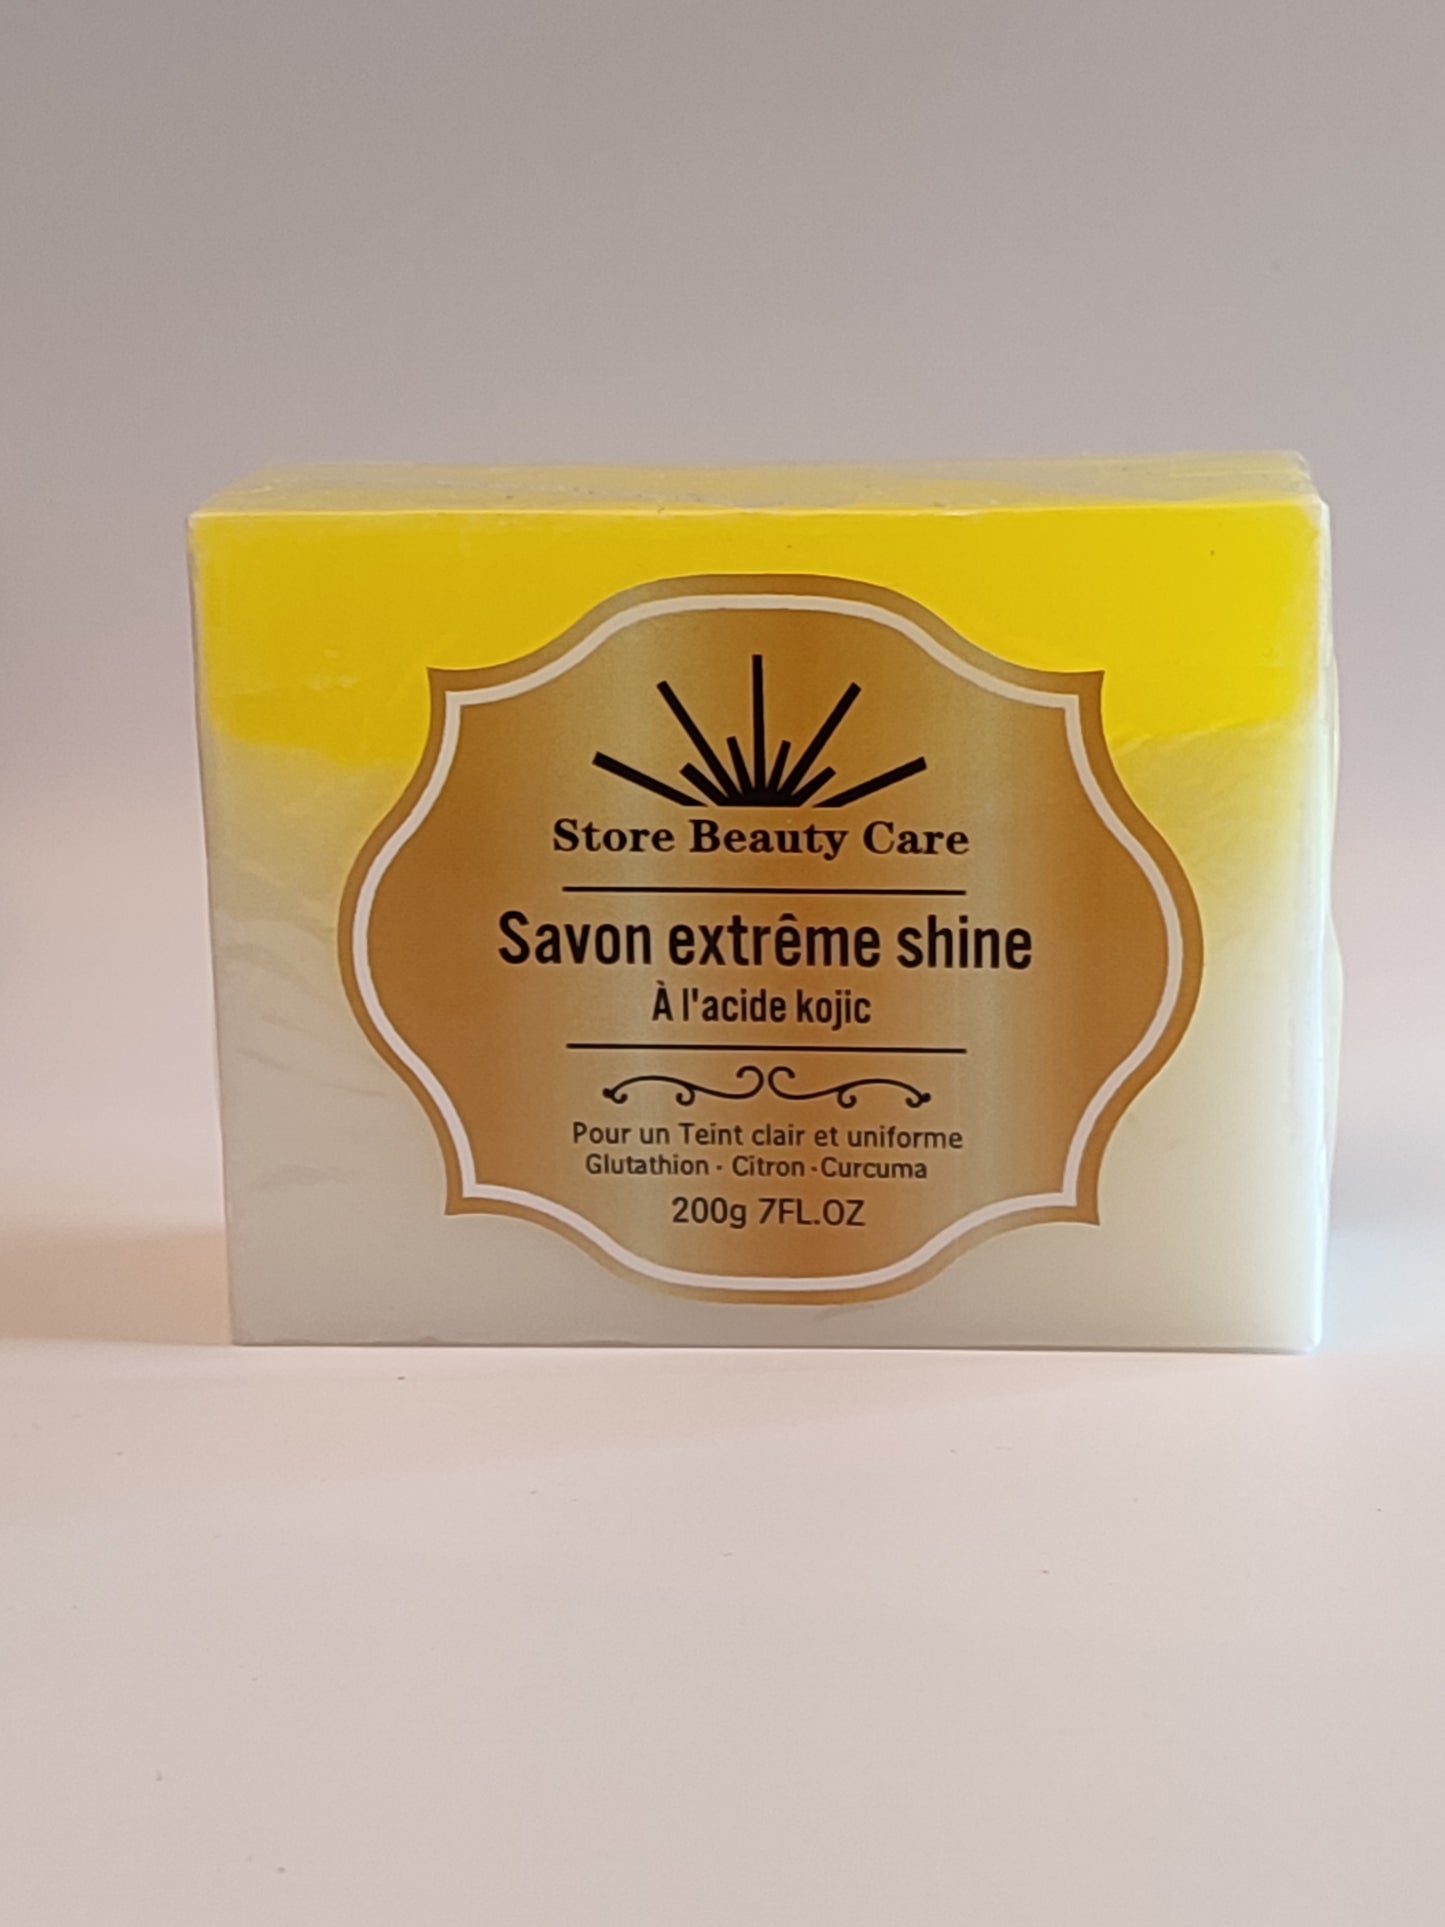 Store Beauty Care
Savon extrême shine
À l'acide kojic
Pour un Teint clair et uniforme
Glutathion · Citron · Curcuma
200g 7FL.OZ